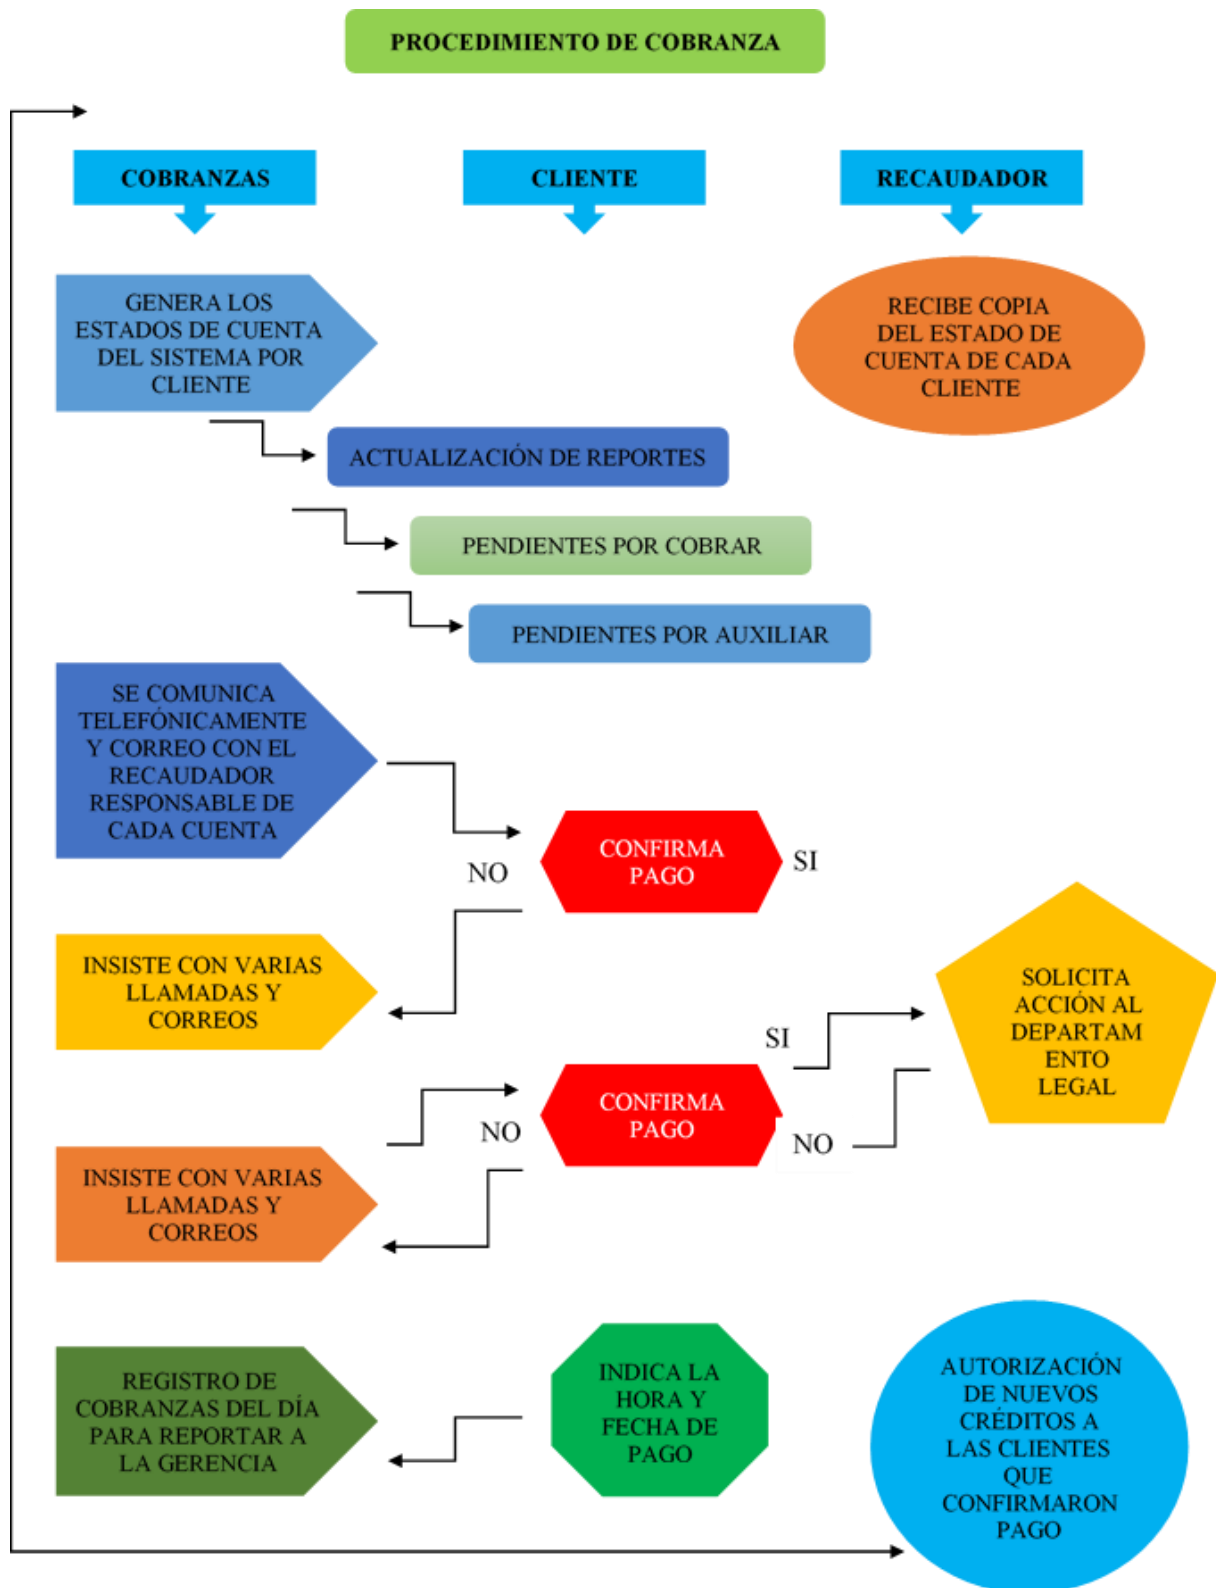 PROCEDIMIENTO DE COBRANZA
COBRANZAS
CLIENTE
RECAUDADOR
GENERA LOS
ESTADOS DE CUENTA
DEL SISTEMA POR
CLIENTE
RECIBE COPIA
DEL ESTADO DE
CUENTA DE CADA
CLIENTE
ACTUALIZACIÓN DE REPORTES
PENDIENTES POR COBRAR
PENDIENTES POR AUXILIAR
SE COMUNICA
TELEFÓNICAMENTE
Y CORREO CON EL
RECAUDADOR
RESPONSABLE DE
CADA CUENTA
CONFIRMA
PAGO
NO
SI
INSISTE CON VARIAS
LLAMADAS Y
CORREOS
SOLICITA
ACCIÓN AL
DEPARTAM
ENTO
LEGAL
SI
CONFIRMA
PAGO
NO
NO
INSISTE CON VARIAS
LLAMADAS Y
CORREOS
REGISTRO DE
COBRANZAS DEL DÍA
PARA REPORTAR A
LA GERENCIA
INDICA LA
HORA Y
FECHA DE
PAGO
AUTORIZACIÓN
DE NUEVOS
CRÉDITOS A
LAS CLIENTES
QUE
CONFIRMARON
PAGO